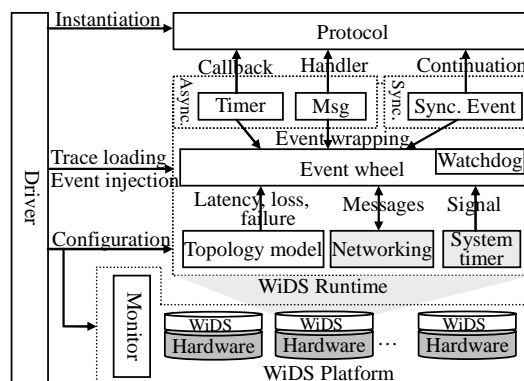 Instantiation
Protocol
Callback
Handler
Continuation
Async.
Sync.
Timer
Msg
Sync. Event
Event wrapping
Driver
Trace loading
Event injection
Event wheel
Watchdog
Latency, loss,
failure
Messages
Signal
Configuration
Topology model
Networking
System
timer
WiDS Runtime
Monitor
WiDS
WiDS
WiDS
Hardware
Hardware
...
Hardware
WiDS Platform